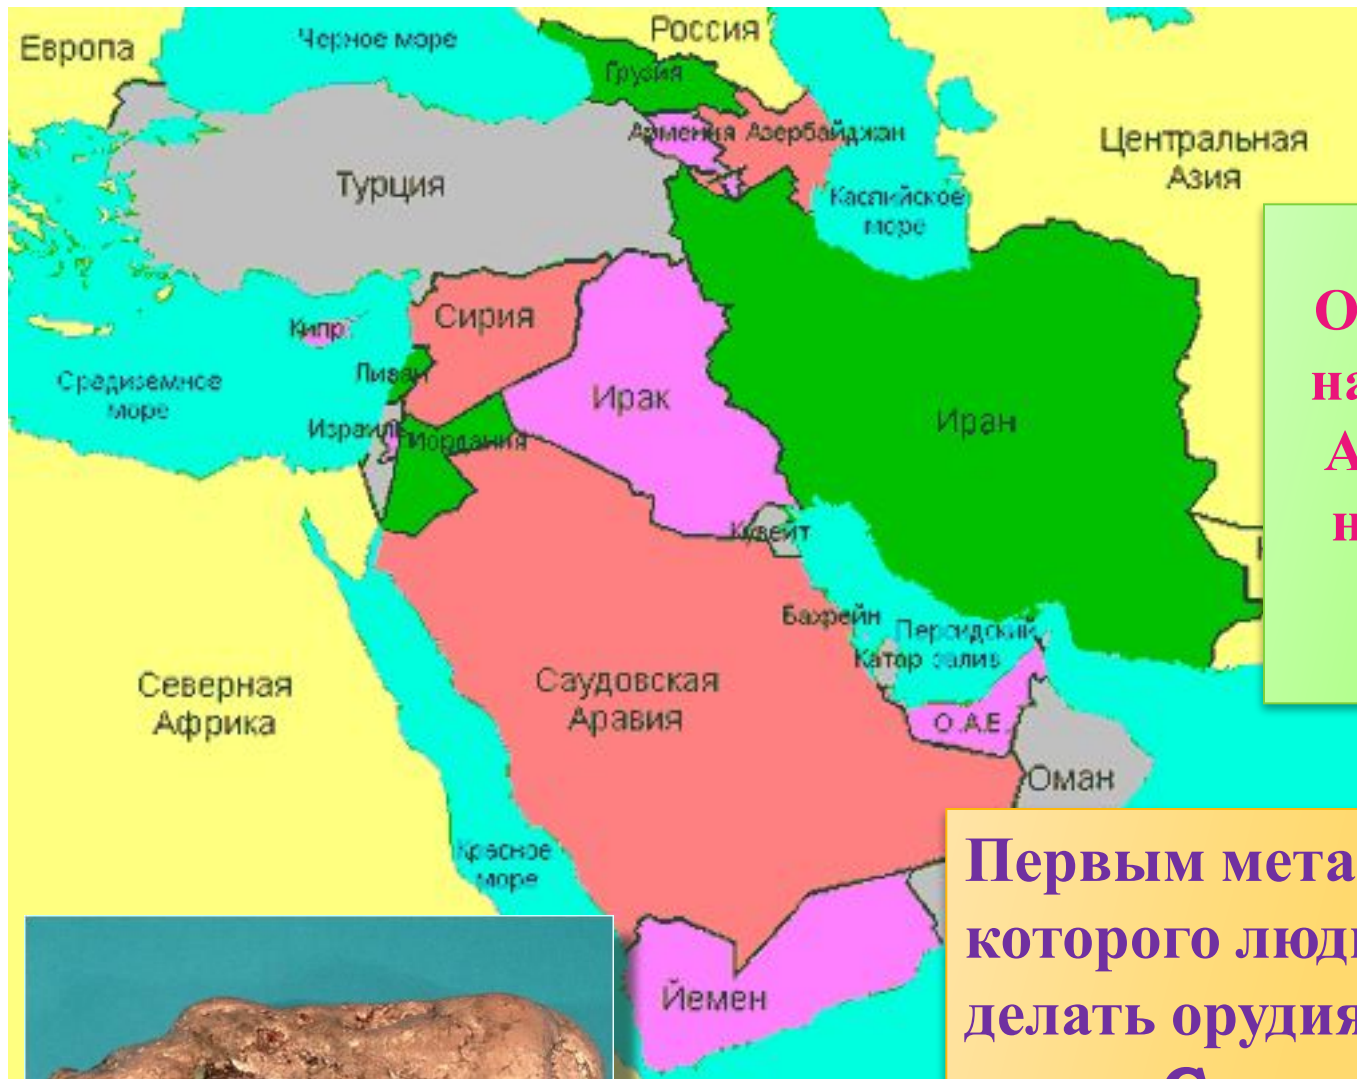 Европа
Черное море
Россия
Грузия
Армения
Азербайджан
Центральная
Азия
Турция
Каспийское
море
Сирия
Кипр
Ливан
Средиземное
море
Ирак
Иран
Израиль
Иордания
Кувейт
Бахрейн
Персидский
Катар залив
Северная
Африка
Саудовская
Аравия
О.А.Е.
Оман
Красное
море
Йемен
О
на
А
н
Первым мета
которого люд
делать орудия